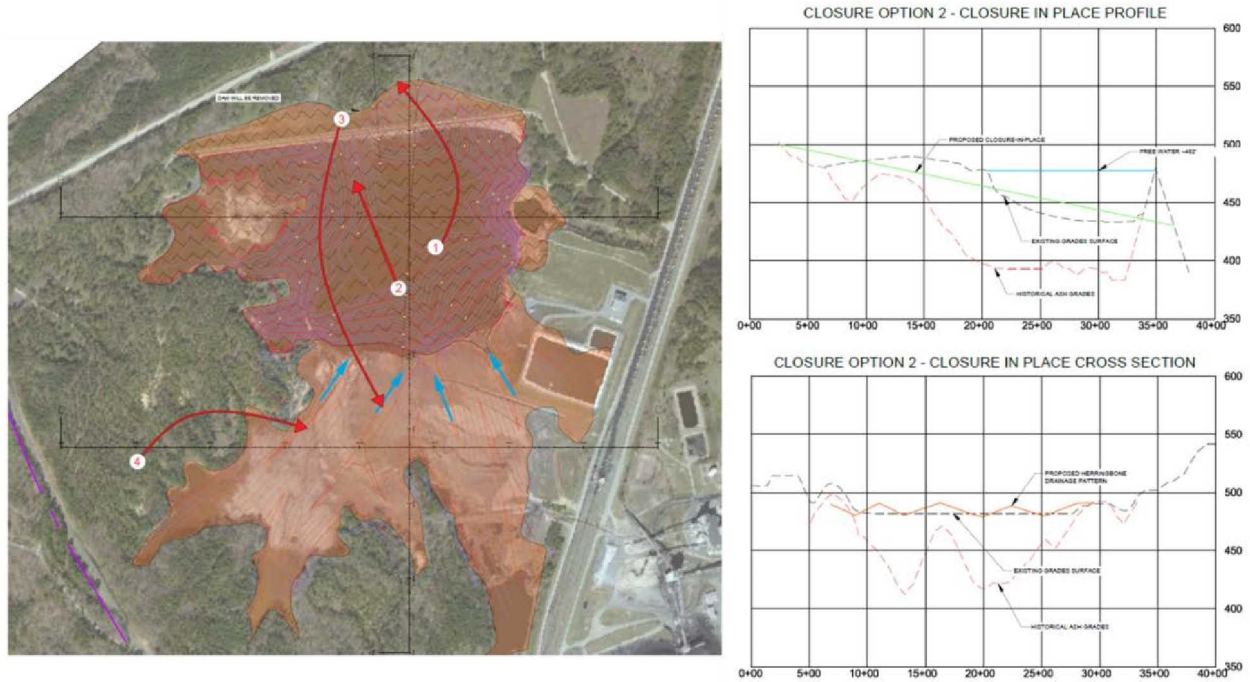 DAM WILL BE REMOVED
3
1
2
4
CLOSURE OPTION 2 - CLOSURE IN PLACE PROFILE
600
550
PROPOSED CLOSURE-IN-PLACE
FREE WATER ~482'
500
450
EXISTING GRADES SURFACE
400
HISTORICAL ASH GRADES
350
0+00 5+00 10+00 15+00 20+00 25+00 30+00 35+00 40+00
CLOSURE OPTION 2 - CLOSURE IN PLACE CROSS SECTION
600
550
PROPOSED HERRINGBONE
DRAINAGE PATTERN
500
450
EXISTING GRADES SURFACE
400
HISTORICAL ASH GRADES
350
0+00 5+00 10+00 15+00 20+00 25+00 30+00 35+00 40+00